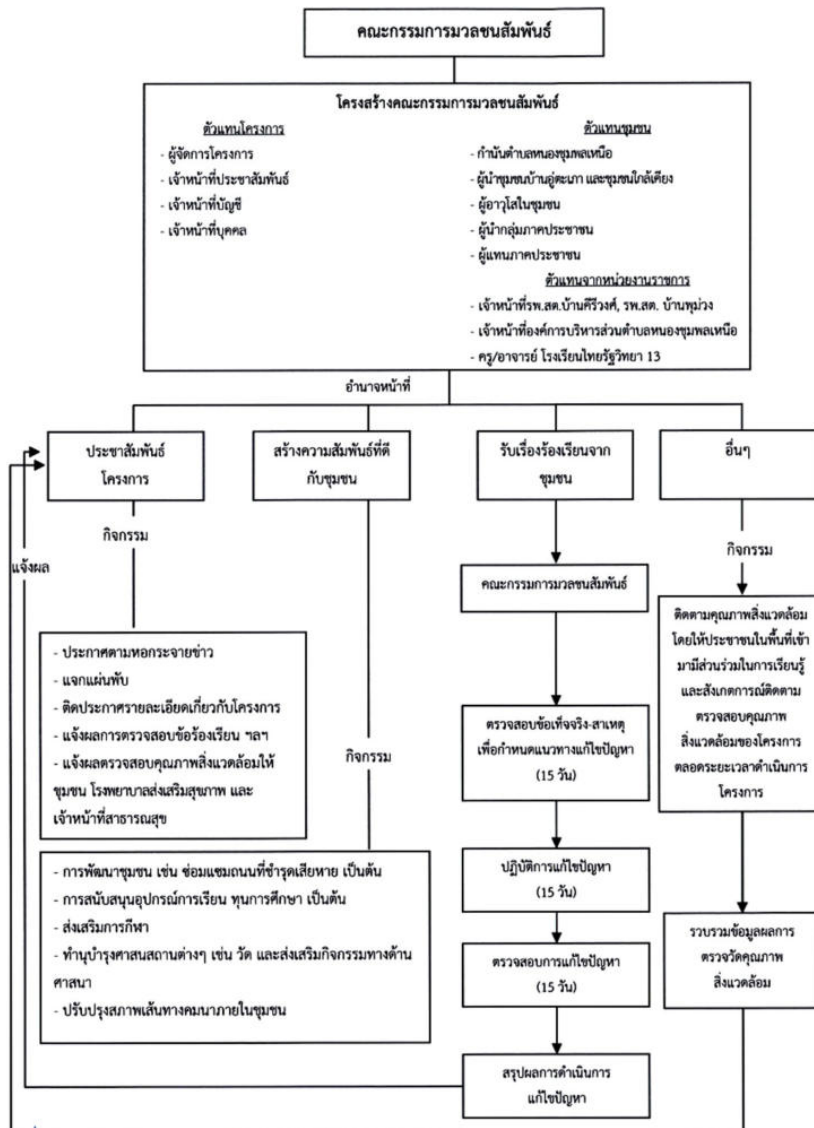 คณะกรรมการมวลชนสัมพันธ์
โครงสร้างคณะกรรมการมวลชนสัมพันธ์
ตัวแทนโครงการ
- ผู้จัดการโครงการ
- เจ้าหน้าที่ประชาสัมพันธ์
- เจ้าหน้าที่บัญชี
- เจ้าหน้าที่บุคคล
ตัวแทนชุมชน
- กำนันตำบลหนองชุมพลเหนือ
- ผู้นำชุมชนบ้านอู่ตะเภา และชุมชนใกล้เคียง
- ผู้อาวุโสในชุมชน
- ผู้นำกลุ่มภาคประชาชน
- ผู้แทนภาคประชาชน
ตัวแทนจากหน่วยงานราชการ
- เจ้าหน้าที่รพ.สต.บ้านคีรีวงศ์, รพ.สต. บ้านพุม่วง
- เจ้าหน้าที่องค์การบริหารส่วนตำบลหนองชุมพลเหนือ
- ครู/อาจารย์ โรงเรียนไทยรัฐวิทยา 13
อำนาจหน้าที่
ประชาสัมพันธ์
โครงการ
สร้างความสัมพันธ์ที่ดี
กับชุมชน
รับเรื่องร้องเรียนจาก
ชุมชน
อื่นๆ
กิจกรรม
แจ้งผล
- ประกาศตามหอกระจายข่าว
- แจกแผ่นพับ
- ติดประกาศรายละเอียดเกี่ยวกับโครงการ
- แจ้งผลการตรวจสอบข้อร้องเรียน ฯลฯ
- แจ้งผลตรวจสอบคุณภาพสิ่งแวดล้อมให้
ชุมชน โรงพยาบาลส่งเสริมสุขภาพ และ
เจ้าหน้าที่สาธารณสุข
กิจกรรม
- การพัฒนาชุมชน เช่น ซ่อมแซมถนนที่ชำรุดเสียหาย เป็นต้น
- การสนับสนุนอุปกรณ์การเรียน ทุนการศึกษา เป็นต้น
- ส่งเสริมการกีฬา
- ทำนุบำรุงศาสนสถานต่างๆ เช่น วัด และส่งเสริมกิจกรรมทางด้าน
ศาสนา
- ปรับปรุงสภาพเส้นทางคมนาภายในชุมชน
คณะกรรมการมวลชนสัมพันธ์
ตรวจสอบข้อเท็จจริง-สาเหตุ
เพื่อกำหนดแนวทางแก้ไขปัญหา
(15 วัน)
ปฏิบัติการแก้ไขปัญหา
(15 วัน)
ตรวจสอบการแก้ไขปัญหา
(15 วัน)
สรุปผลการดำเนินการ
แก้ไขปัญหา
กิจกรรม
ติดตามคุณภาพสิ่งแวดล้อม
โดยให้ประชาชนในพื้นที่เข้า
มามีส่วนร่วมในการเรียนรู้
และสังเกตการณ์ติดตาม
ตรวจสอบคุณภาพ
สิ่งแวดล้อมของโครงการ
ตลอดระยะเวลาดำเนินการ
โครงการ
รวบรวมข้อมูลผลการ
ตรวจวัดคุณภาพ
สิ่งแวดล้อม